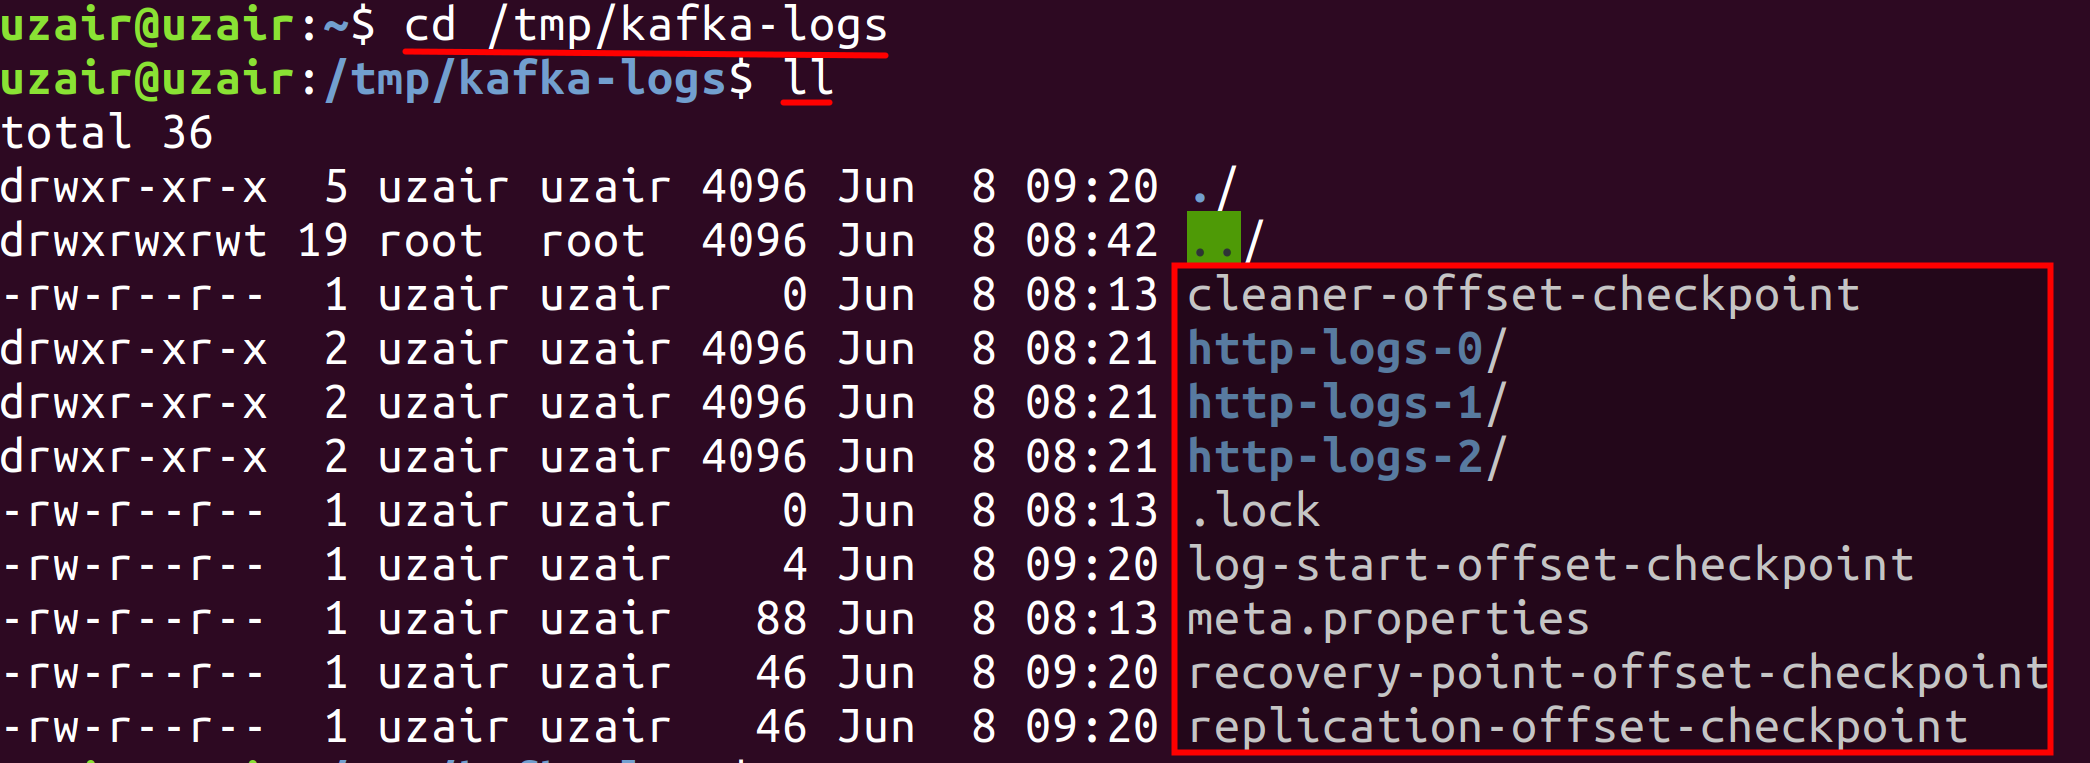 uzair@uzair:~$ cd /tmp/kafka-logs
uzair@uzair:/tmp/kafka-logs$ ll
total 36
drwxr-xr-x  5 uzair uzair 4096 Jun  8 09:20 ./
drwxrwxrwt 19 root  root  4096 Jun  8 08:42 ../
-rw-r--r--  1 uzair uzair    0 Jun  8 08:13 cleaner-offset-checkpoint
drwxr-xr-x  2 uzair uzair 4096 Jun  8 08:21 http-logs-0/
drwxr-xr-x  2 uzair uzair 4096 Jun  8 08:21 http-logs-1/
drwxr-xr-x  2 uzair uzair 4096 Jun  8 08:21 http-logs-2/
-rw-r--r--  1 uzair uzair    0 Jun  8 08:13 .lock
-rw-r--r--  1 uzair uzair    4 Jun  8 09:20 log-start-offset-checkpoint
-rw-r--r--  1 uzair uzair   88 Jun  8 08:13 meta.properties
-rw-r--r--  1 uzair uzair   46 Jun  8 09:20 recovery-point-offset-checkpoint
-rw-r--r--  1 uzair uzair   46 Jun  8 09:20 replication-offset-checkpoint